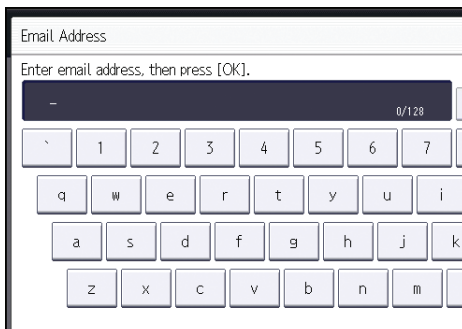 Email Address
Enter email address, then press [OK].
_
0/128
` 1 2 3 4 5 6 7
q w e r t y u i
a s d f g h j k
z x c v b n m